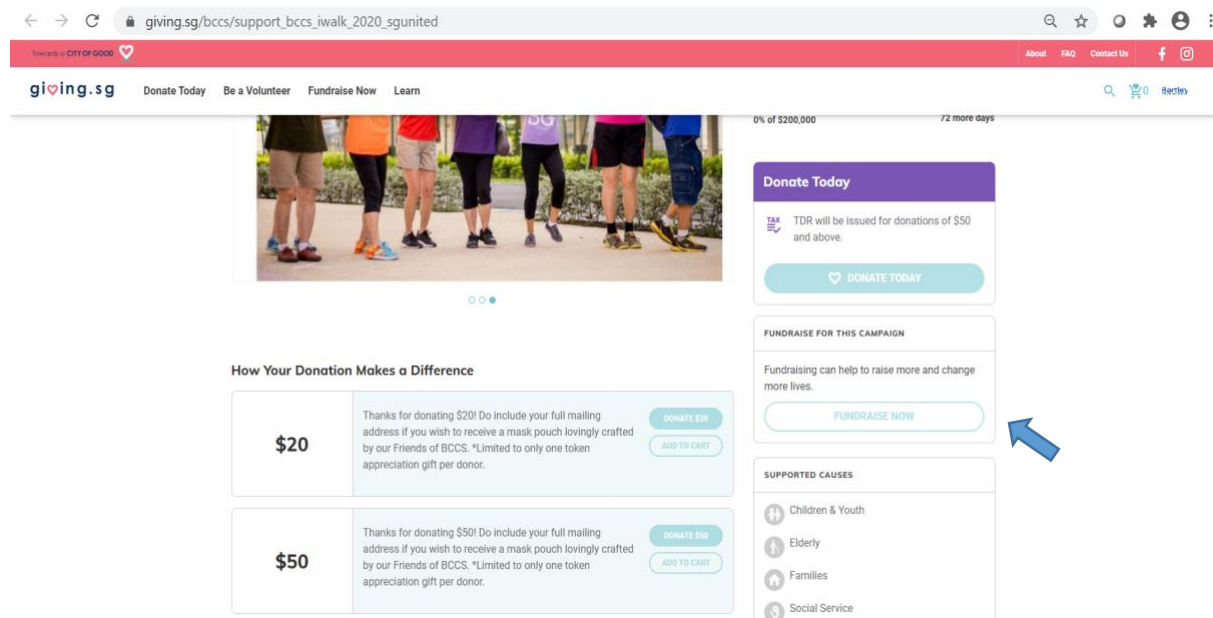 giving.sg/bccs/support_bccs_iwalk_2020_sgunited
Towards a CITY OF GOOD
About FAQ Contact Us
giving.sg Donate Today Be a Volunteer Fundraise Now Learn 0 Bartley
SG
0% of $200,000 72 more days
Donate Today
TAX TDR will be issued for donations of $50
and above.
DONATE TODAY
FUNDRAISE FOR THIS CAMPAIGN
Fundraising can help to raise more and change
more lives.
FUNDRAISE NOW
How Your Donation Makes a Difference
$20
Thanks for donating $20! Do include your full mailing
address if you wish to receive a mask pouch lovingly crafted
by our Friends of BCCS. *Limited to only one token
appreciation gift per donor.
DONATE $20
ADD TO CART
$50
Thanks for donating $50! Do include your full mailing
address if you wish to receive a mask pouch lovingly crafted
by our Friends of BCCS. *Limited to only one token
appreciation gift per donor.
DONATE $50
ADD TO CART
SUPPORTED CAUSES
Children & Youth
Elderly
Families
Social Service